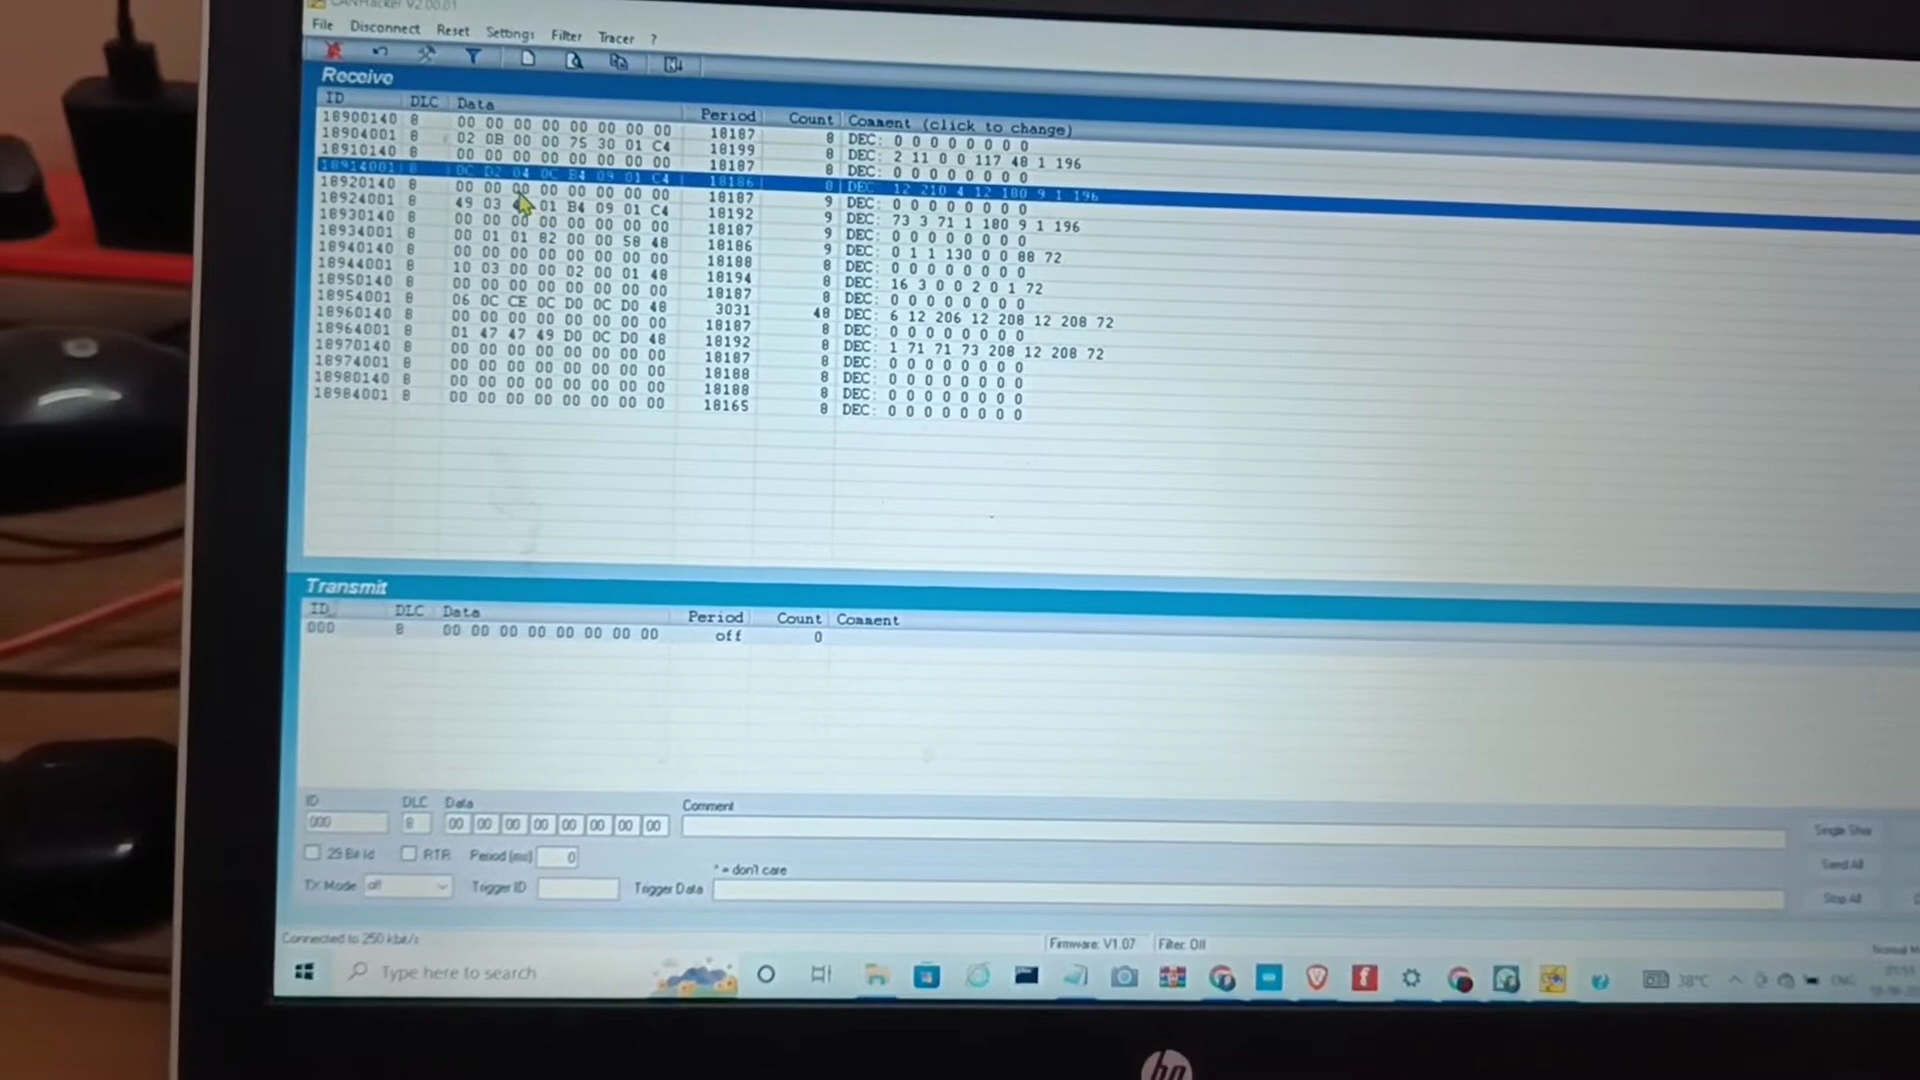 CANHacker V2.00.01
File Disconnect Reset Settings Filter Tracer ?
Receive
ID DLC Data Period Count Comment (click to change)
18900140 8 00 00 00 00 00 00 00 00 18187 8 DEC: 0 0 0 0 0 0 0 0
18904001 8 02 0B 00 00 75 30 01 C4 18199 8 DEC: 2 11 0 0 117 48 1 196
18910140 8 00 00 00 00 00 00 00 00 18187 8 DEC: 0 0 0 0 0 0 0 0
18914001 8 0C D2 04 0C B4 09 01 C4 18186 8 DEC: 12 210 4 12 180 9 1 196
18920140 8 00 00 00 00 00 00 00 00 18187 9 DEC: 0 0 0 0 0 0 0 0
18924001 8 49 03 01 B4 09 01 C4 18192 9 DEC: 73 3 71 1 180 9 1 196
18930140 8 00 00 00 00 00 00 00 00 18187 9 DEC: 0 0 0 0 0 0 0 0
18934001 8 00 01 01 82 00 00 58 48 18186 9 DEC: 0 1 1 130 0 0 88 72
18940140 8 00 00 00 00 00 00 00 00 18188 8 DEC: 0 0 0 0 0 0 0 0
18944001 8 10 03 00 00 02 00 01 48 18194 8 DEC: 16 3 0 0 2 0 1 72
18950140 8 00 00 00 00 00 00 00 00 18187 8 DEC: 0 0 0 0 0 0 0 0
18954001 8 06 0C CE 0C D0 0C D0 48 3031 48 DEC: 6 12 206 12 208 12 208 72
18960140 8 00 00 00 00 00 00 00 00 18187 8 DEC: 0 0 0 0 0 0 0 0
18964001 8 01 47 47 49 D0 0C D0 48 18192 8 DEC: 1 71 71 73 208 12 208 72
18970140 8 00 00 00 00 00 00 00 00 18187 8 DEC: 0 0 0 0 0 0 0 0
18974001 8 00 00 00 00 00 00 00 00 18188 8 DEC: 0 0 0 0 0 0 0 0
18980140 8 00 00 00 00 00 00 00 00 18188 8 DEC: 0 0 0 0 0 0 0 0
18984001 8 00 00 00 00 00 00 00 00 18165 8 DEC: 0 0 0 0 0 0 0 0
Transmit
ID DLC Data Period Count Comment
000 8 00 00 00 00 00 00 00 00 off 0
ID DLC Data Comment
000 8 00 00 00 00 00 00 00 00 Single Shot
29 Bit Id RTR Period [ms] 0 * = don't care Send All
TX Mode off Trigger ID Trigger Data Stop All
Connected to 250 kbit/s Firmware: V1.07 Filter: Off
Type here to search 38°C ENG
hp